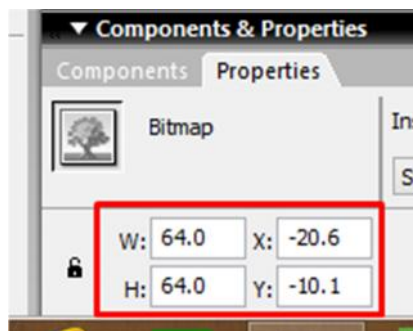 Components & Properties
Components Properties
Bitmap
W: 64.0 X: -20.6
H: 64.0 Y: -10.1